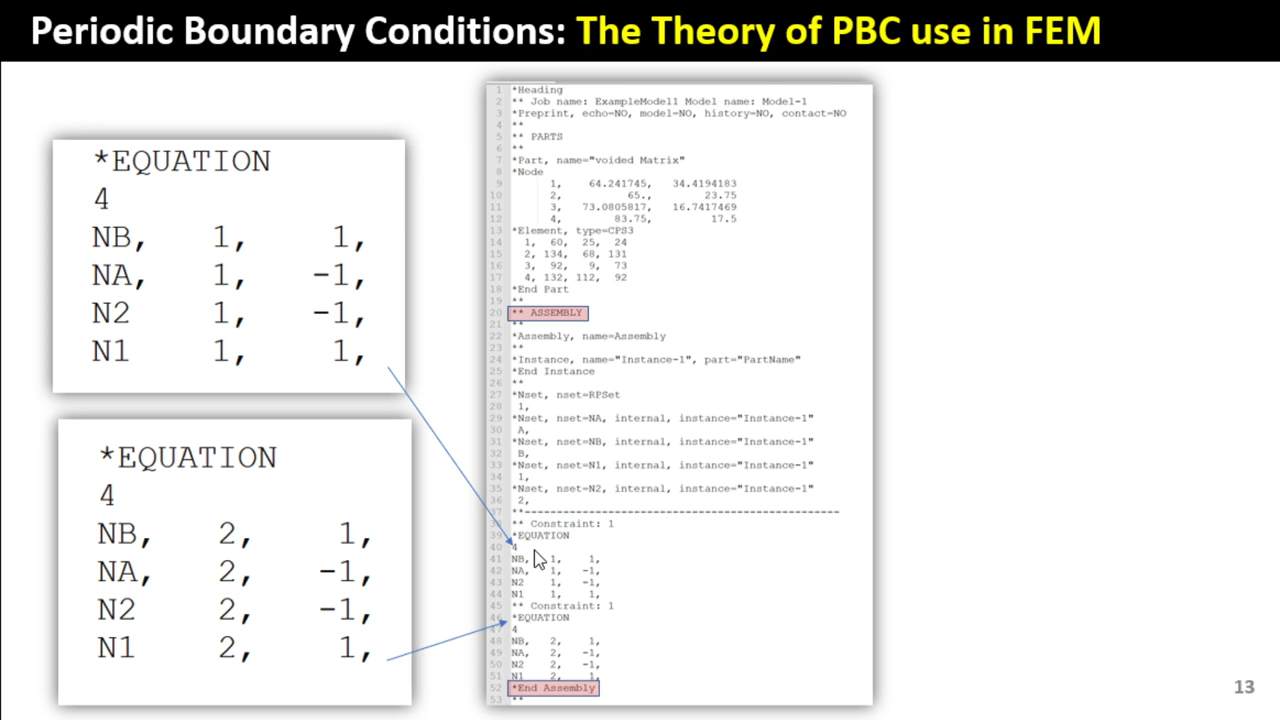 Periodic Boundary Conditions: The Theory of PBC use in FEM
*EQUATION
4
NB, 1, 1,
NA, 1, -1,
N2 1, -1,
N1 1, 1,
*EQUATION
4
NB, 2, 1,
NA, 2, -1,
N2 2, -1,
N1 2, 1,
1 *Heading
2 ** Job name: ExampleModel1 Model name: Model-1
3 *Preprint, echo=NO, model=NO, history=NO, contact=NO
4 **
5 ** PARTS
6 **
7 *Part, name="voided Matrix"
8 *Node
9 1, 64.241745, 34.4194183
10 2, 65., 23.75
11 3, 73.0805817, 16.7417469
12 4, 83.75, 17.5
13 *Element, type=CPS3
14 1, 60, 25, 24
15 2, 134, 68, 131
16 3, 92, 9, 73
17 4, 132, 112, 92
18 *End Part
19 **
20 ** ASSEMBLY
21 **
22 *Assembly, name=Assembly
23 **
24 *Instance, name="Instance-1", part="PartName"
25 *End Instance
26 **
27 *Nset, nset=RPSet
28 1,
29 *Nset, nset=NA, internal, instance="Instance-1"
30 A,
31 *Nset, nset=NB, internal, instance="Instance-1"
32 B,
33 *Nset, nset=N1, internal, instance="Instance-1"
34 1,
35 *Nset, nset=N2, internal, instance="Instance-1"
36 2,
37 **-----------------------------------------------
38 ** Constraint: 1
39 *EQUATION
40 4
41 NB, 1, 1,
42 NA, 1, -1,
43 N2 1, -1,
44 N1 1, 1,
45 ** Constraint: 1
46 *EQUATION
47 4
48 NB, 2, 1,
49 NA, 2, -1,
50 N2 2, -1,
51 N1 2, 1,
52 *End Assembly
53 **
13